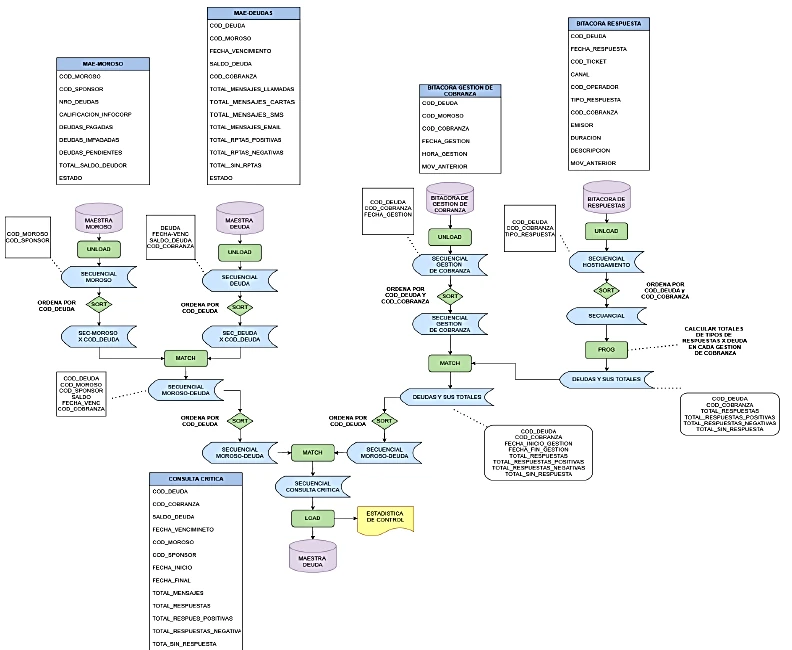 MAE-MOROSO
COD_MOROSO
COD_SPONSOR
NRO_DEUDAS
CALIFICACION_INFOCORP
DEUDAS_PAGADAS
DEUDAS_IMPAGADAS
DEUDAS_PENDIENTES
TOTAL_SALDO_DEUDOR
ESTADO
MAE-DEUDAS
COD_DEUDA
COD_MOROSO
FECHA_VENCIMIENTO
SALDO_DEUDA
COD_COBRANZA
TOTAL_MENSAJES_LLAMADAS
TOTAL_MENSAJES_CARTAS
TOTAL_MENSAJES_SMS
TOTAL_MENSAJES_EMAIL
TOTAL_RPTAS_POSITIVAS
TOTAL_RPTAS_NEGATIVAS
TOTAL_SIN_RPTAS
ESTADO
BITACORA GESTION DE
COBRANZA
COD_DEUDA
COD_MOROSO
COD_COBRANZA
FECHA_GESTION
HORA_GESTION
MOV_ANTERIOR
BITACORA RESPUESTA
COD_DEUDA
FECHA_RESPUESTA
COD_TICKET
CANAL
COD_OPERADOR
TIPO_RESPUESTA
COD_COBRANZA
EMISOR
DURACION
DESCRIPCION
MOV_ANTERIOR
COD_MOROSO
COD_SPONSOR
MAESTRA
MOROSO
UNLOAD
SECUENCIAL
MOROSO
ORDENA POR
COD_DEUDA
SORT
SEC-MOROSO
X COD_DEUDA
DEUDA
FECHA-VENC
SALDO_DEUDA
COD_COBRANZA
MAESTRA
DEUDA
UNLOAD
SECUENCIAL
DEUDA
ORDENA POR
COD_DEUDA
SORT
SEC_DEUDA
X COD_DEUDA
MATCH
COD_DEUDA
COD_MOROSO
COD_SPONSOR
SALDO
FECHA_VENC
COD_COBRANZA
SECUENCIAL
MOROSO-DEUDA
ORDENA POR
COD_DEUDA
SORT
SECUENCIAL
MOROSO-DEUDA
COD_DEUDA
COD_COBRANZA
FECHA_GESTION
BITADORA DE
GESTION DE
COBRANZA
UNLOAD
SECUENCIAL
GESTION
DE COBRANZA
ORDENA POR
COD_DEUDA Y
COD_COBRANZA
SORT
SECUENCIAL
GESTION
DE COBRANZA
MATCH
DEUDAS Y SUS TOTALES
ORDENA POR
COD_DEUDA
SORT
SECUENCIAL
MOROSO-DEUDA
COD_DEUDA
COD_COBRANZA
TIPO_RESPUESTA
BITACORA DE
RESPUESTAS
UNLOAD
SECUENCIAL
HOSTIGAMIENTO
SORT
ORDENA POR
COD_DEUDA y
COD_COBRANZA
SECUANCIAL
PROG
CALCULAR TOTALES
DE TIPOS DE
RESPUESTAS X DEUDA
EN CADA GESTION
DE COBRANZA
DEUDAS Y SUS TOTALES
COD_DEUDA
COD_COBRANZA
TOTAL_RESPUESTAS
TOTAL_RESPUESTAS_POSITIVAS
TOTAL_RESPUESTAS_NEGATIVAS
TOTAL_SIN_RESPUESTA
COD_DEUDA
COD_COBRANZA
FECHA_INICIO_GESTION
FECHA_FIN_GESTION
TOTAL_RESPUESTAS
TOTAL_RESPUESTAS_POSITIVAS
TOTAL_RESPUESTAS_NEGATIVAS
TOTAL_SIN_RESPUESTA
MATCH
SECUENCIAL
CONSULTA CRITICA
LOAD
ESTADISTICA
DE CONTROL
MAESTRA
DEUDA
CONSULTA CRITICA
COD_DEUDA
COD_COBRANZA
SALDO_DEUDA
FECHA_VENCIMINETO
COD_MOROSO
COD_SPONSOR
FECHA_INICIO
FECHA_FINAL
TOTAL_MENSAJES
TOTAL_RESPUESTAS
TOTAL_RESPUES_POSITIVAS
TOTAL_RESPUESTAS_NEGATIVA
TOTA_SIN_RESPUESTA